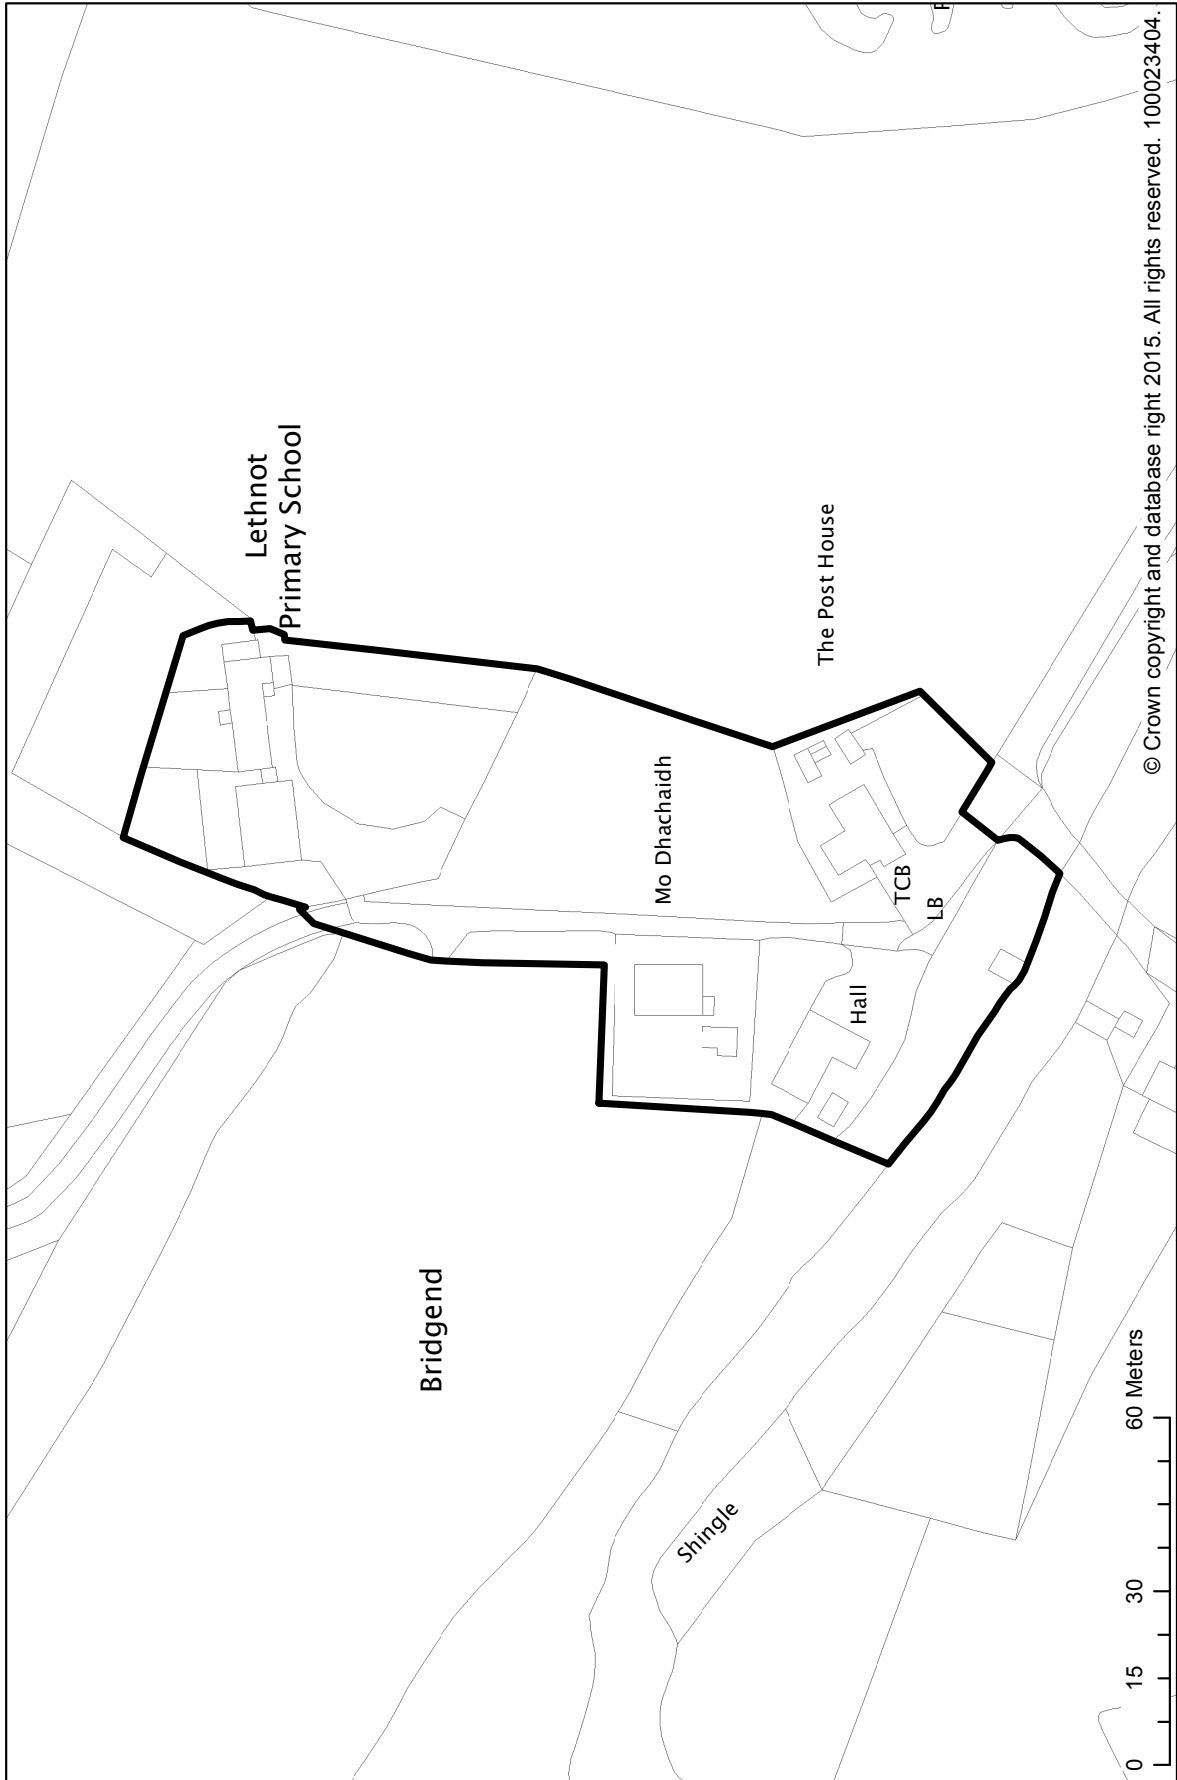 Lethnot
Primary School
Bridgend
Mo Dhachaidh
The Post House
TCB
LB
Hall
Shingle
0 15 30 60 Meters
© Crown copyright and database right 2015. All rights reserved. 100023404.